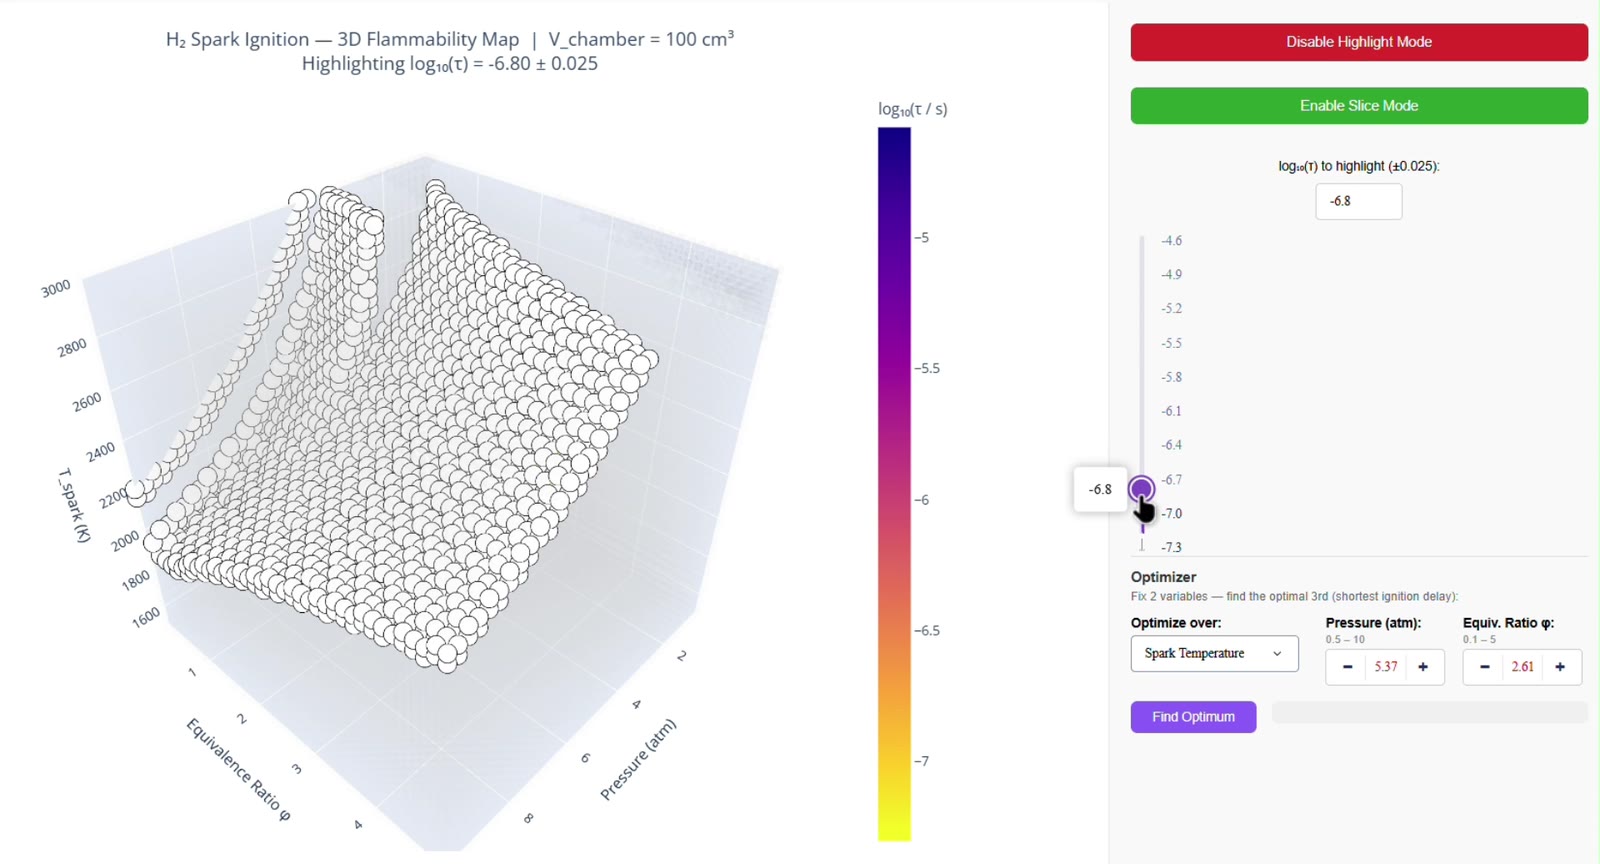 H₂ Spark Ignition — 3D Flammability Map | V_chamber = 100 cm³
Highlighting log₁₀(τ) = -6.80 ± 0.025
log₁₀(τ / s)
−5
−5.5
−6
−6.5
−7
3000
2800
2600
2400
2200
2000
1800
1600
T_spark (K)
1
2
3
4
Equivalence Ratio φ
2
4
6
8
Pressure (atm)
Disable Highlight Mode
Enable Slice Mode
log₁₀(τ) to highlight (±0.025):
-6.8
-4.6
-4.9
-5.2
-5.5
-5.8
-6.1
-6.4
-6.7
-6.8
-7.0
-7.3
Optimizer
Fix 2 variables — find the optimal 3rd (shortest ignition delay):
Optimize over: Pressure (atm): Equiv. Ratio φ:
0.5 – 10 0.1 – 5
Spark Temperature − 5.37 + − 2.61 +
Find Optimum